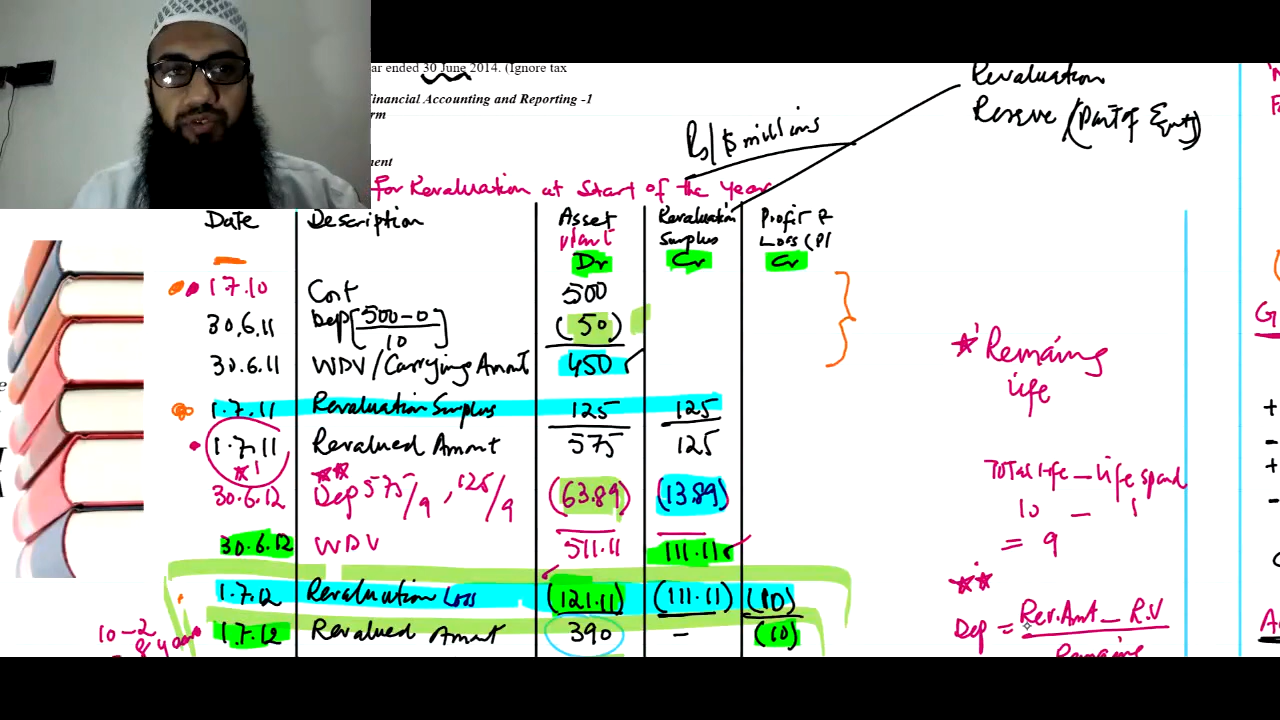 ar ended 30 June 2014. (Ignore tax
Financial Accounting and Reporting -1
rm
ment
Revaluation
Reserve / (Part of Equity)
Rs/$ millions
For Revaluation at Start of the Year
Date Description Asset Revaluation Profit &
Plant Surplus Loss (P/
Dr Cr Cr
1.7.10 Cost 500
30.6.11 Dep [500-0/10] (50)
30.6.11 WDV/Carrying Amount 450
1.7.11 Revaluation Surplus 125 125
1.7.11 Revalued Amount 575 125
*1
30.6.12 Dep 575/9, 125/9 (63.89) (13.89)
30.6.12 WDV 511.11 111.11
1.7.12 Revaluation Loss (121.11) (111.11) (10)
1.7.12 Revalued Amount 390 - (10)
10-2
8 years
*1 Remaing
life
Total life - life spend
10 - 1
= 9
**
Dep = Rev.Amt - R.V
Remaing
G
+
-
+
-
A